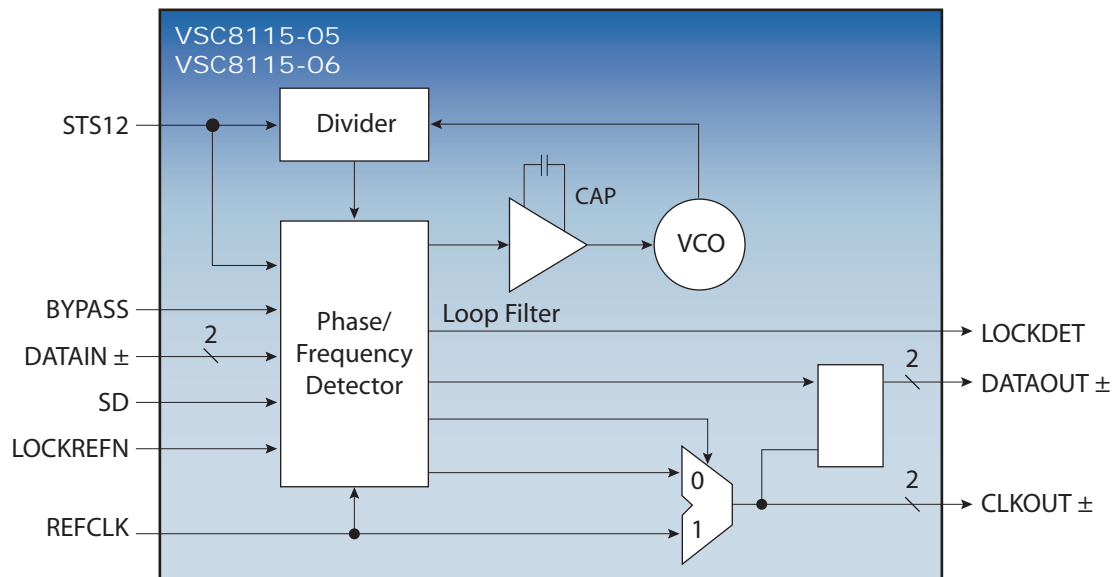 VSC8115-05
VSC8115-06
STS12
Divider
CAP
VCO
BYPASS
Loop Filter
2
DATAIN ±
Phase/
Frequency
Detector
LOCKDET
2
DATAOUT ±
SD
LOCKREFN
0
2
CLKOUT ±
REFCLK
1